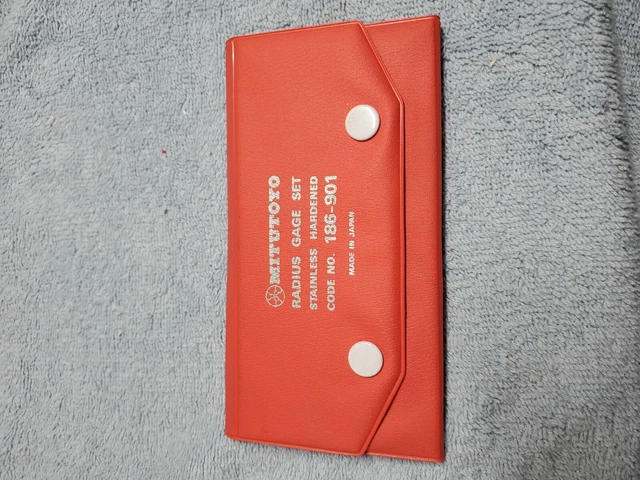 MITUTOYO
RADIUS GAGE SET
STAINLESS HARDENED
CODE NO. 186-901
MADE IN JAPAN